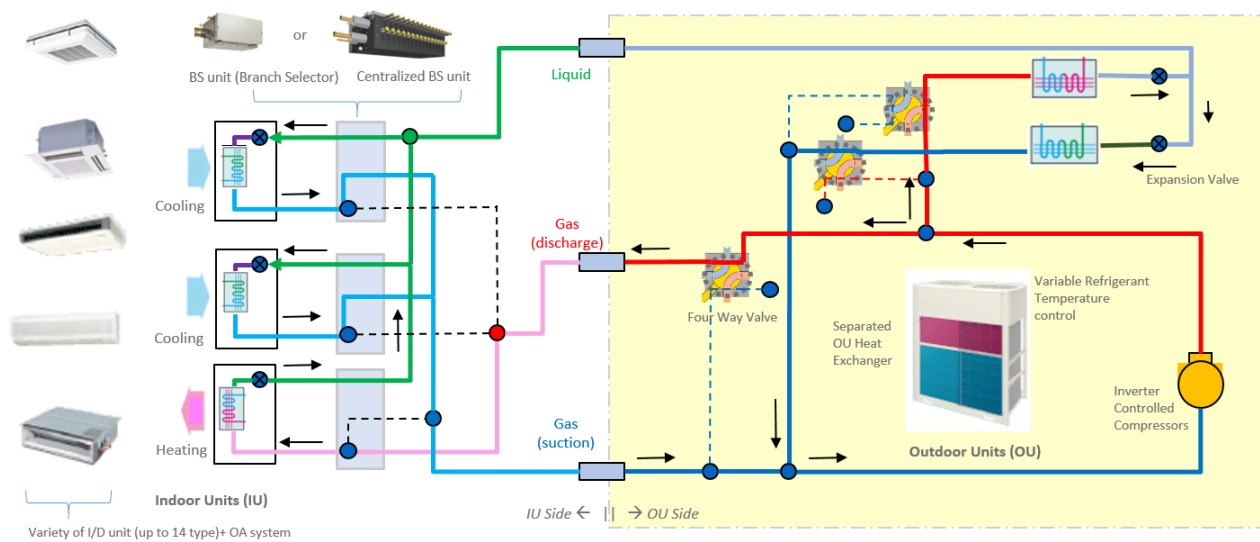 BS unit (Branch Selector)
or
Centralized BS unit
Liquid
Cooling
Cooling
Heating
Gas
(discharge)
Gas
(suction)
Four Way Valve
Expansion Valve
Separated
OU Heat
Exchanger
Variable Refrigerant
Temperature
control
Inverter
Controlled
Compressors
Outdoor Units (OU)
Indoor Units (IU)
IU Side ← || → OU Side
Variety of I/D unit (up to 14 type)+ OA system